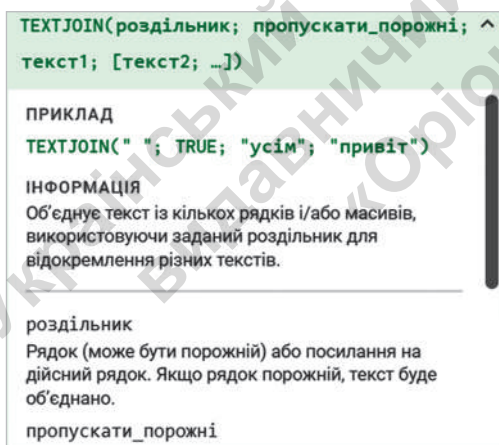 TEXTJOIN(роздільник; пропускати_порожні;
текст1; [текст2; …])
ПРИКЛАД
TEXTJOIN(" "; TRUE; "усім"; "привіт")
ІНФОРМАЦІЯ
Об’єднує текст із кількох рядків і/або масивів,
використовуючи заданий роздільник для
відокремлення різних текстів.
роздільник
Рядок (може бути порожній) або посилання на
дійсний рядок. Якщо рядок порожній, текст буде
об’єднано.
пропускати_порожні